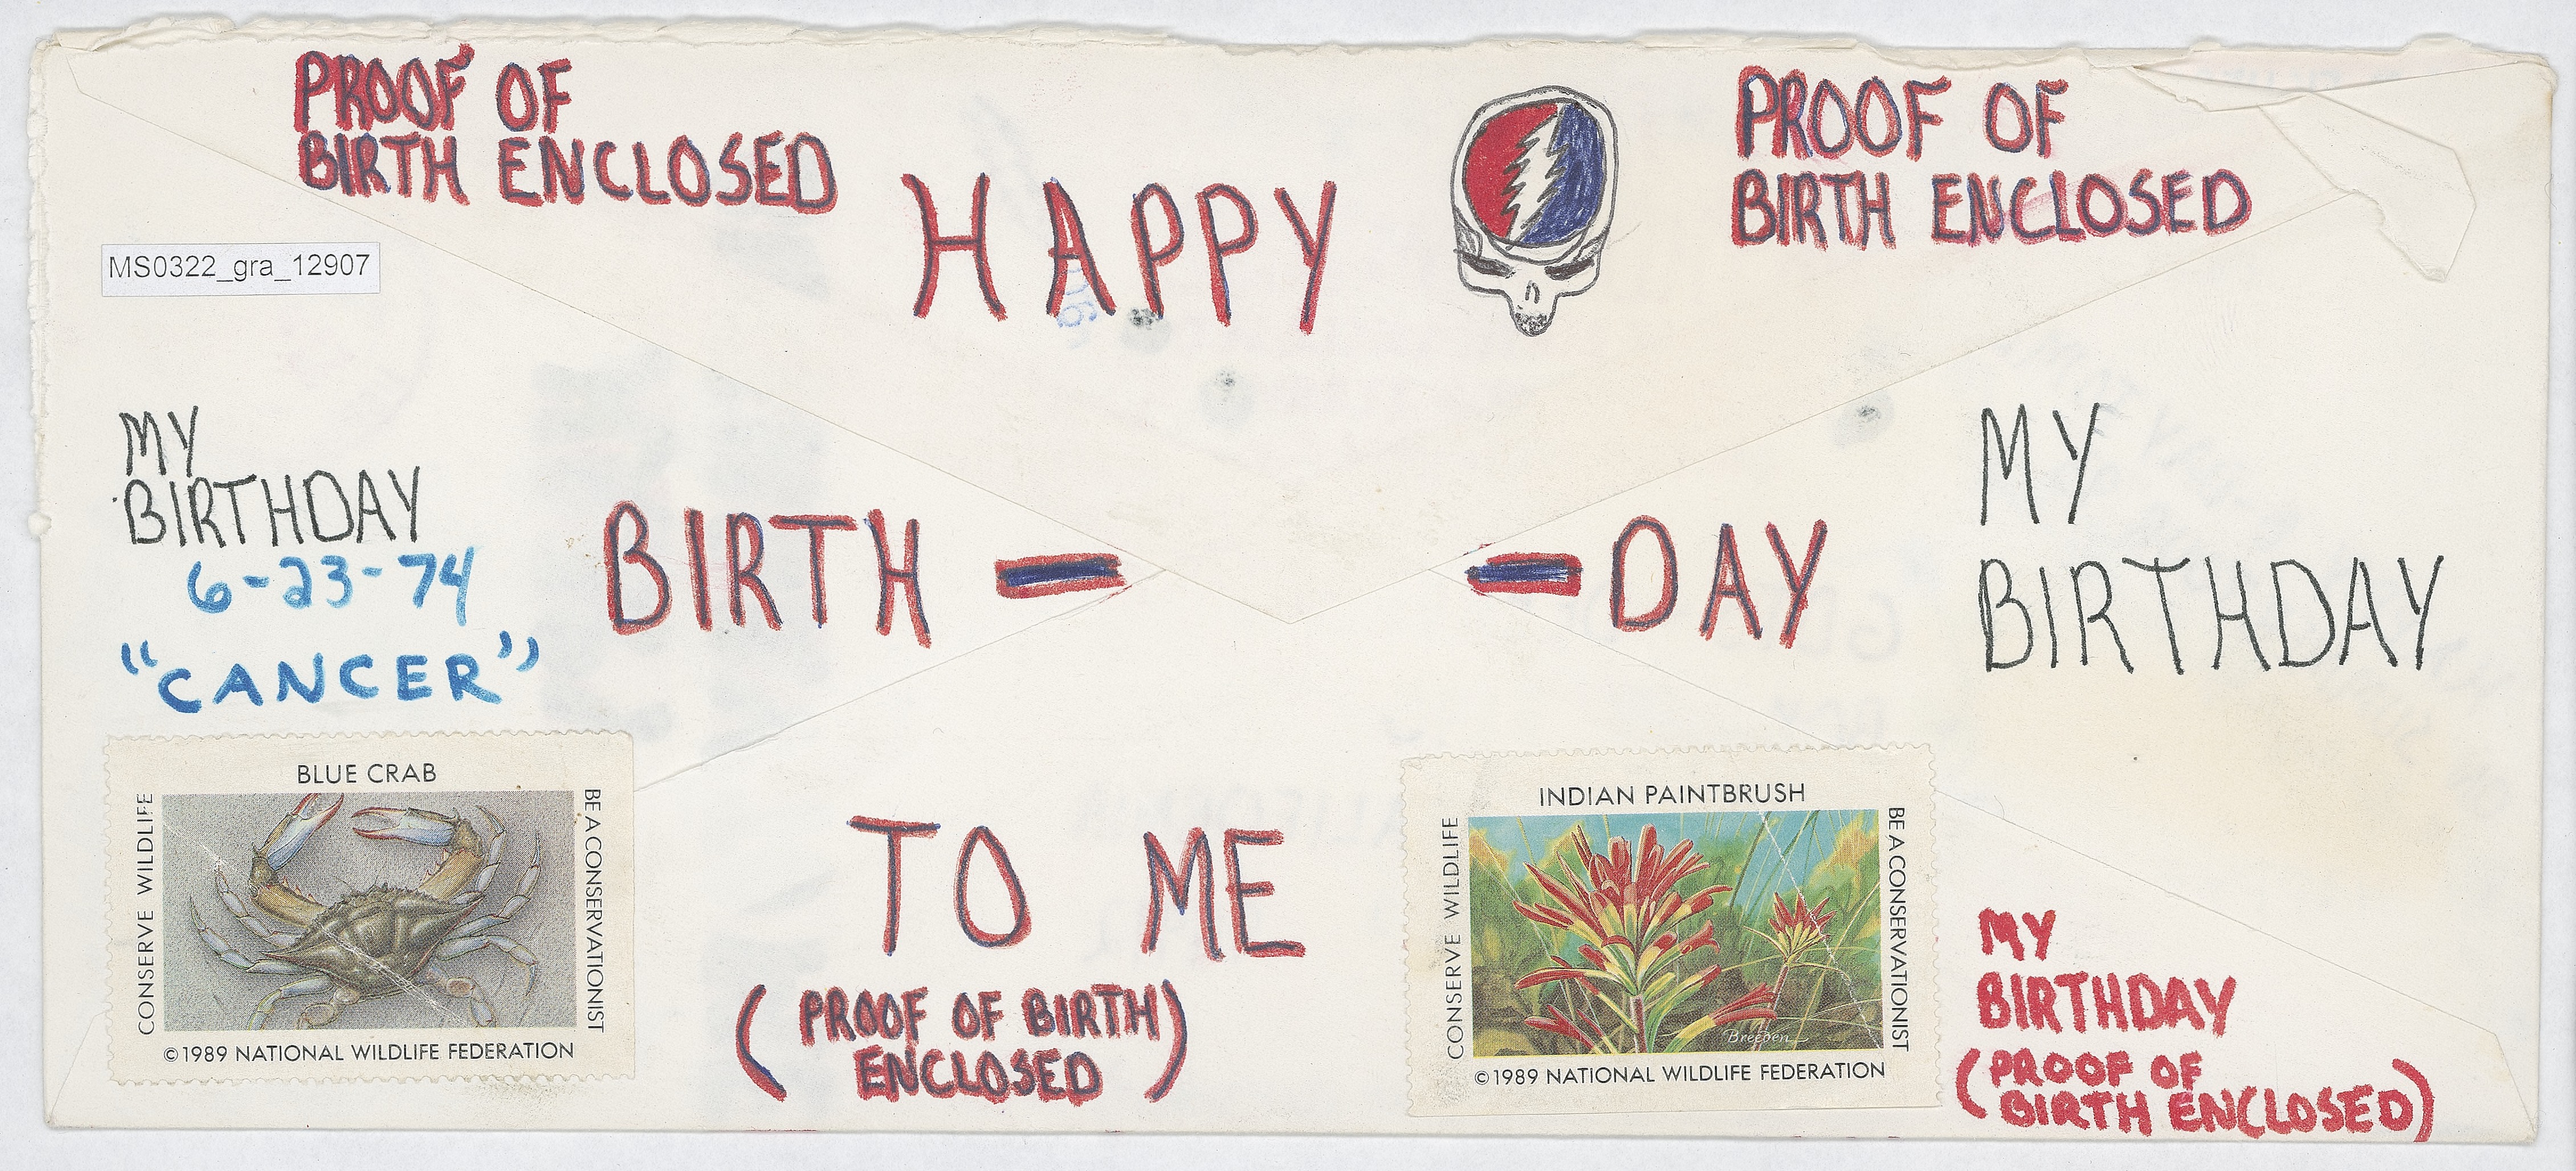 PROOF OF
BIRTH ENCLOSED
HAPPY
PROOF OF
BIRTH ENCLOSED
MS0322_gra_12907
MY
BIRTHDAY
6-23-74
"CANCER"
BIRTH - - DAY
MY
BIRTHDAY
BLUE CRAB
CONSERVE WILDLIFE
BE A CONSERVATIONIST
©1989 NATIONAL WILDLIFE FEDERATION
TO ME
(PROOF OF BIRTH
ENCLOSED)
INDIAN PAINTBRUSH
CONSERVE WILDLIFE
BE A CONSERVATIONIST
Breeden
©1989 NATIONAL WILDLIFE FEDERATION
MY
BIRTHDAY
(PROOF OF
BIRTH ENCLOSED)